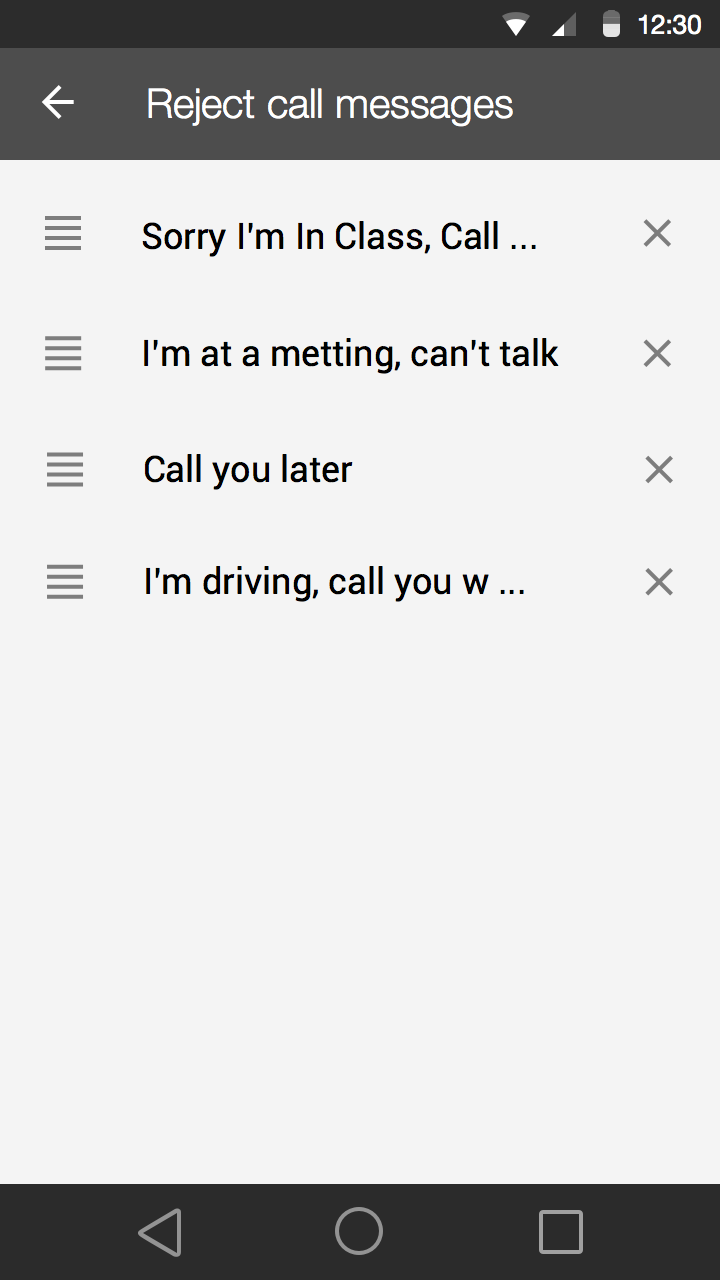 12:30
Reject call messages
Sorry I'm In Class, Call ...
I'm at a metting, can't talk
Call you later
I'm driving, call you w ...